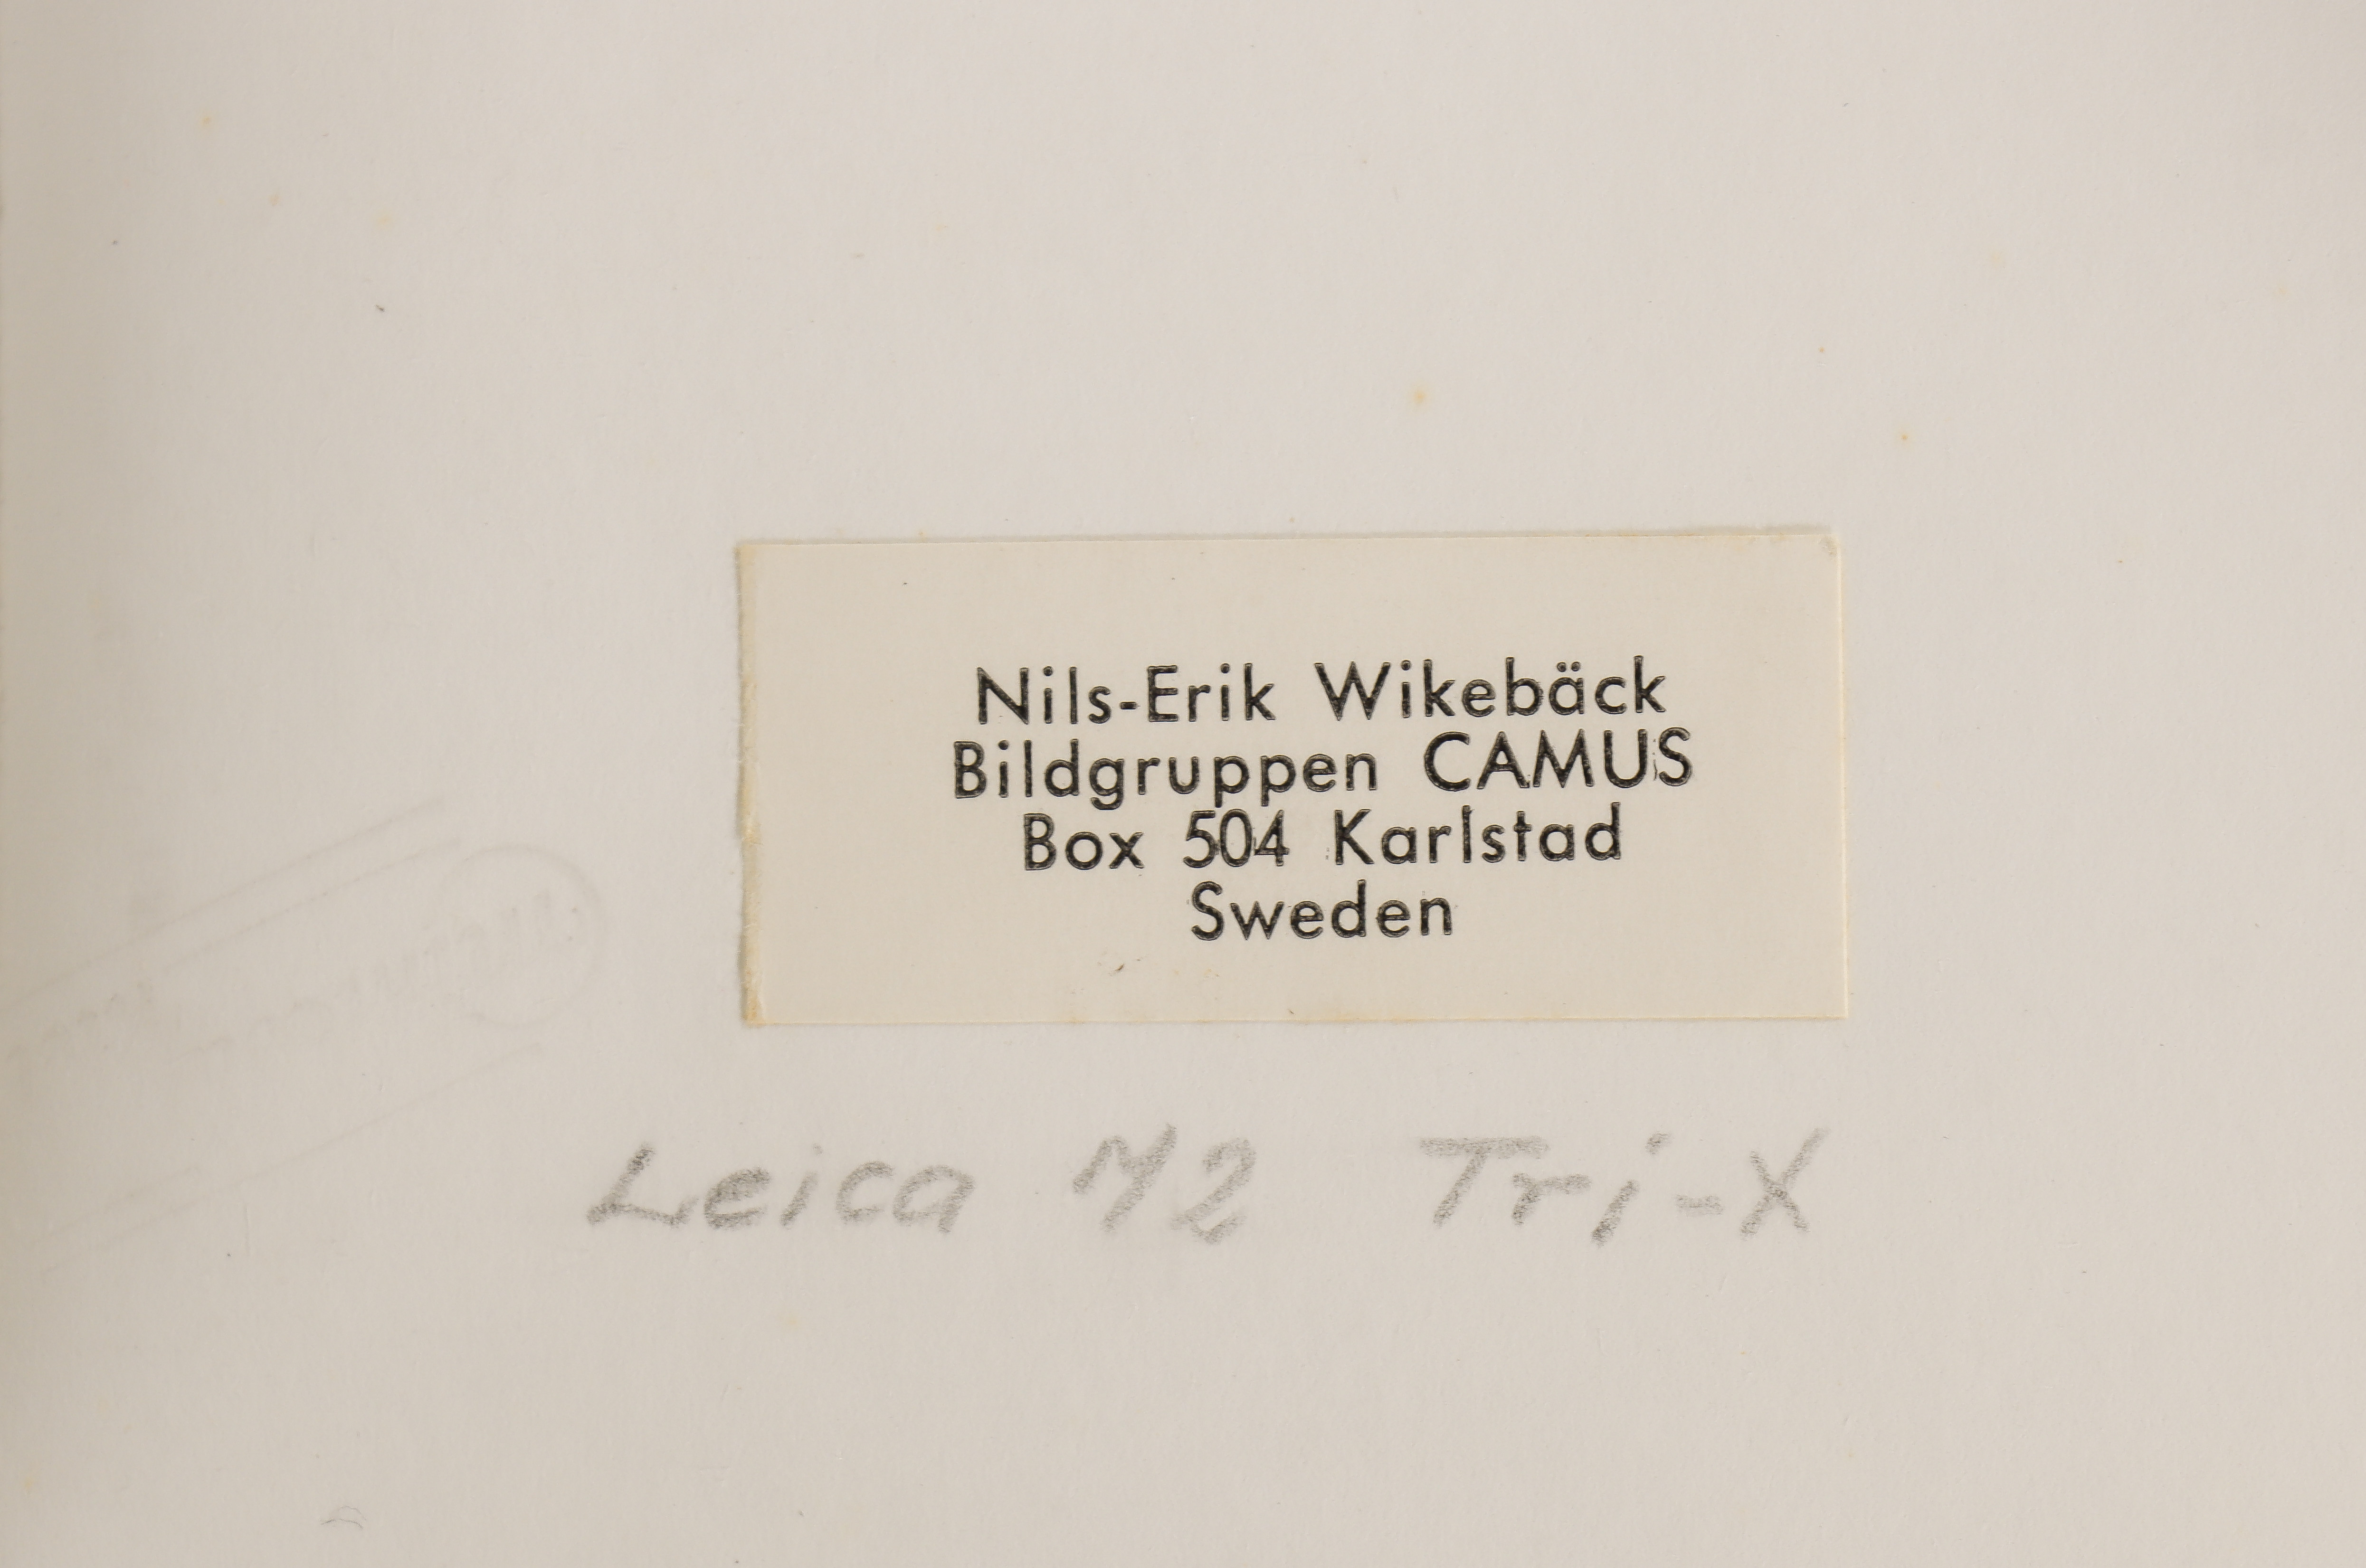 Nils-Erik Wikebäck
Bildgruppen CAMUS
Box 504 Karlstad
Sweden
Leica M2 Tri-X